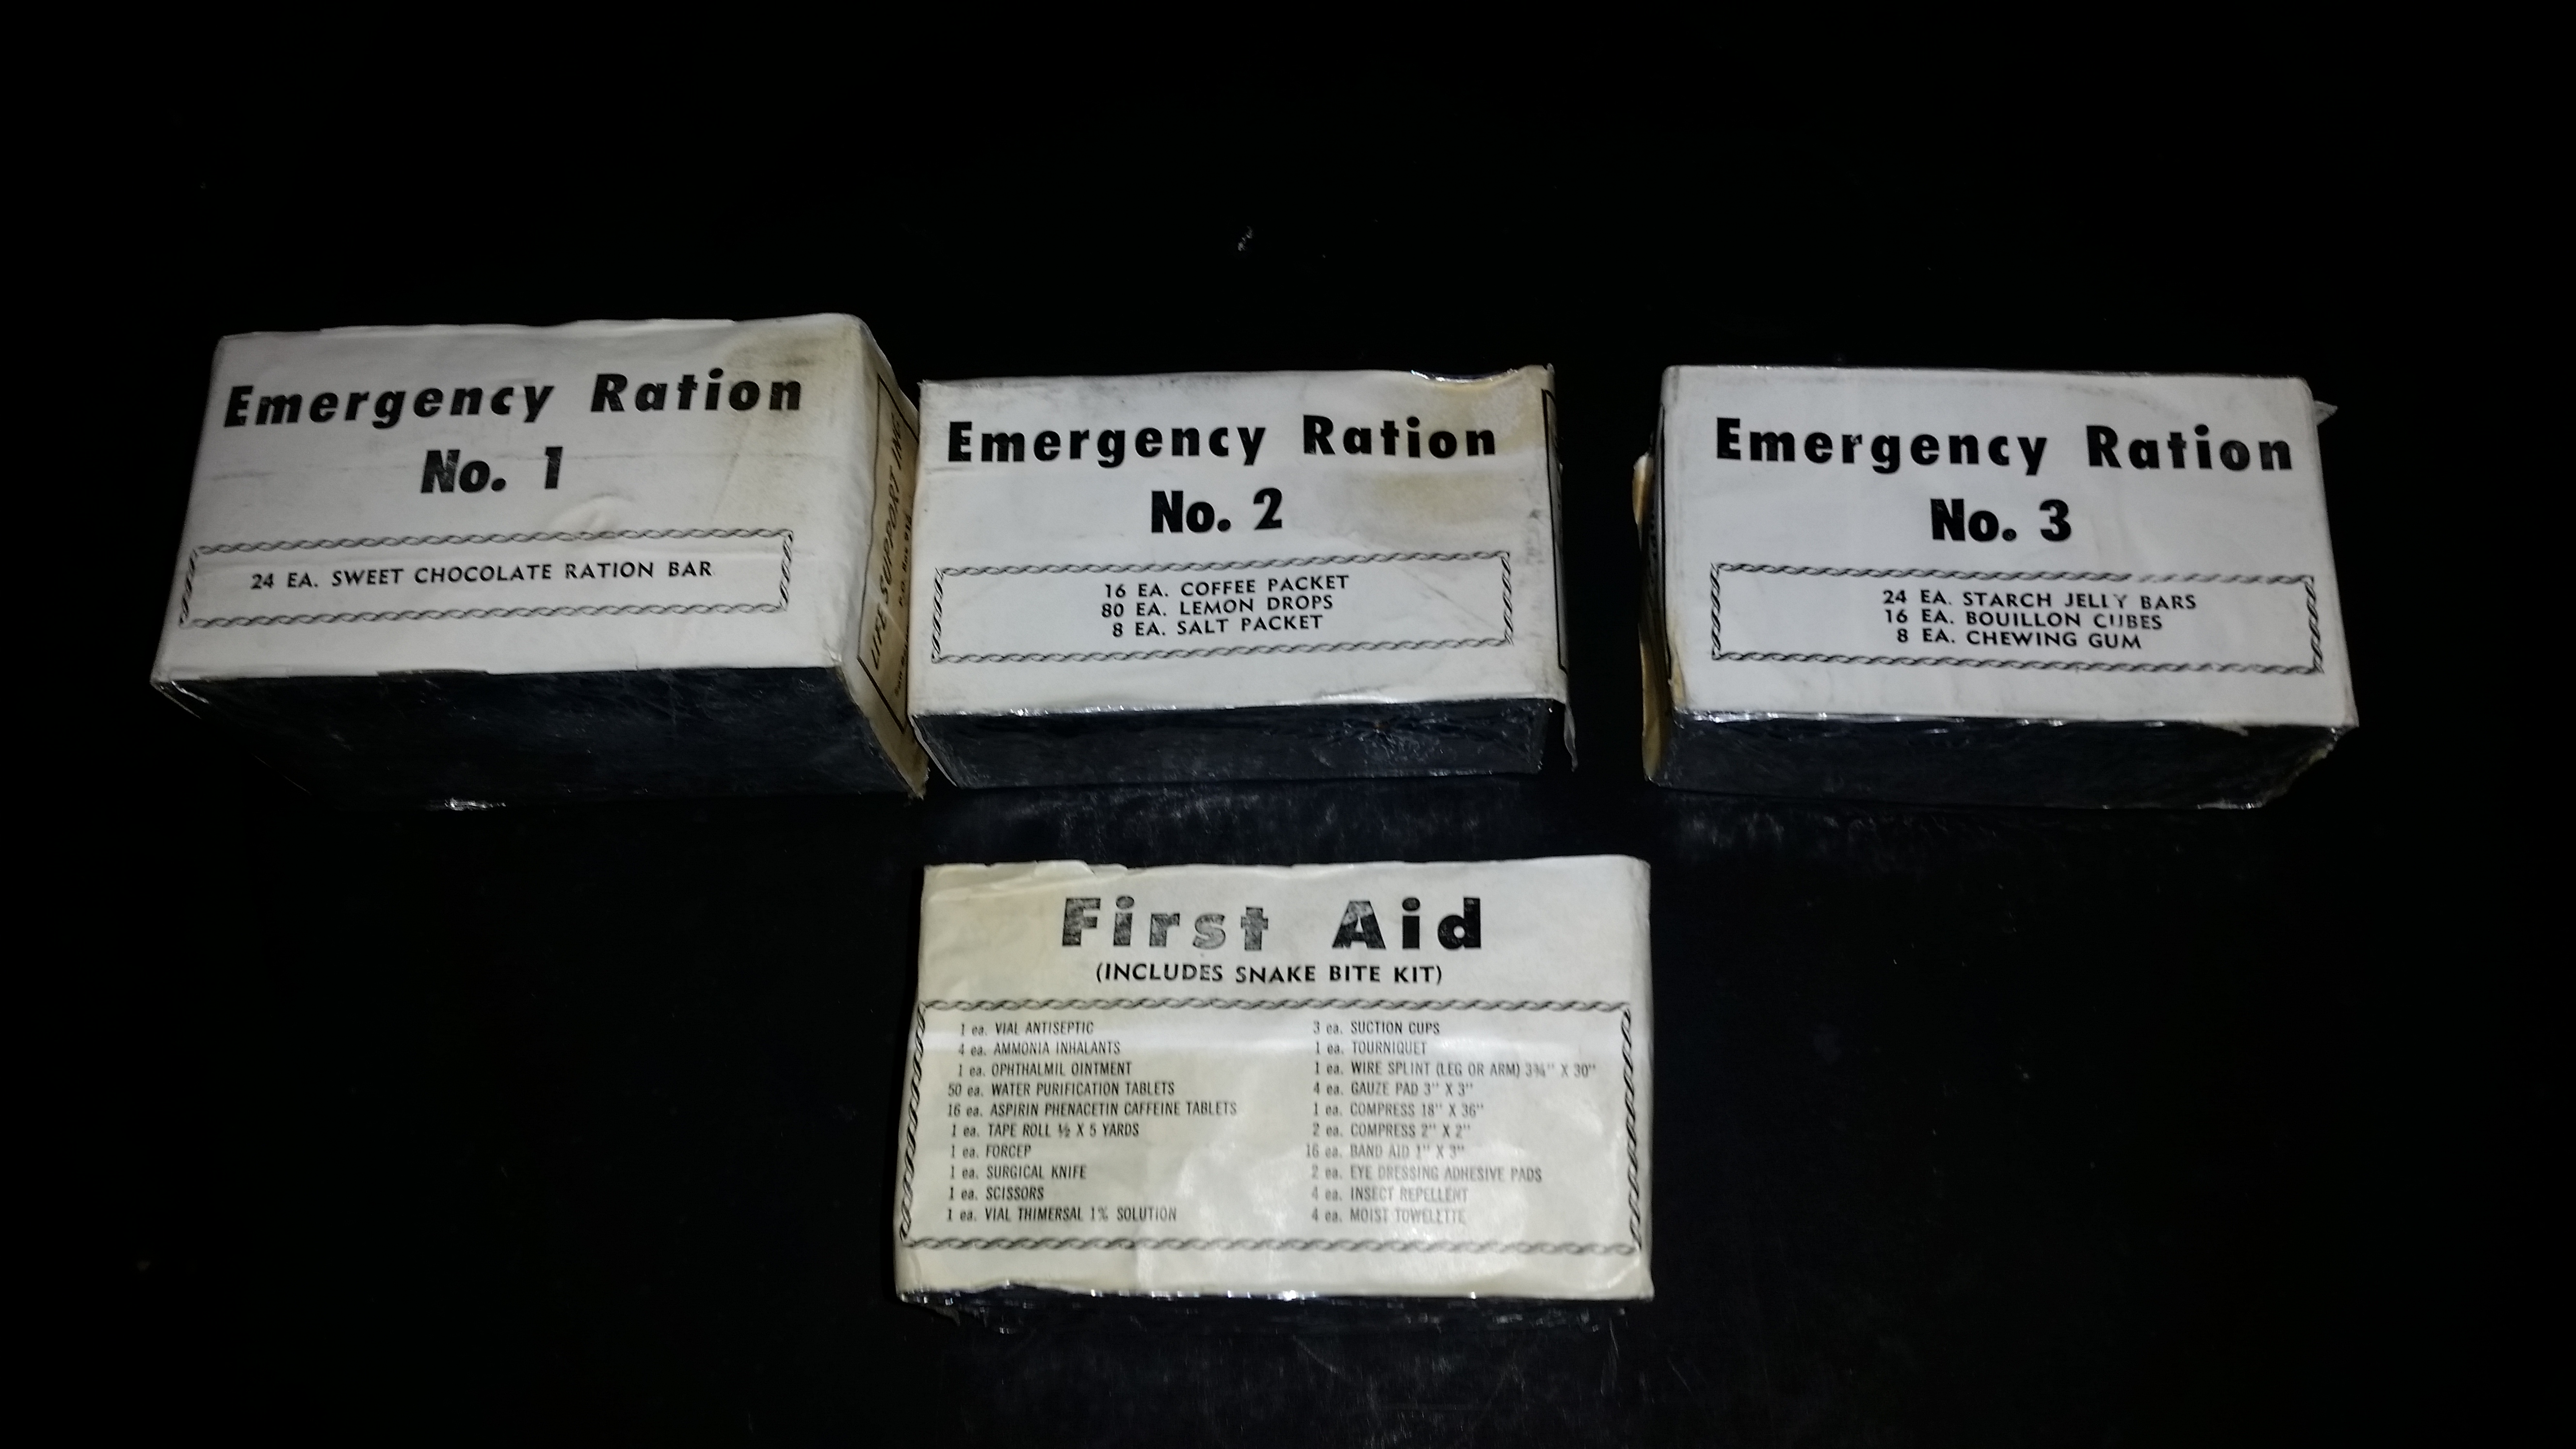 Emergency Ration
No. 1
24 EA. SWEET CHOCOLATE RATION BAR
LIFE SUPPORT INC.
P.O. Box
Emergency Ration
No. 2
16 EA. COFFEE PACKET
80 EA. LEMON DROPS
8 EA. SALT PACKET
Emergency Ration
No. 3
24 EA. STARCH JELLY BARS
16 EA. BOUILLON CUBES
8 EA. CHEWING GUM
First Aid
(INCLUDES SNAKE BITE KIT)
1 ea. VIAL ANTISEPTIC
4 ea. AMMONIA INHALANTS
1 ea. OPHTHALMIL OINTMENT
50 ea. WATER PURIFICATION TABLETS
16 ea. ASPIRIN PHENACETIN CAFFEINE TABLETS
1 ea. TAPE ROLL ½ X 5 YARDS
1 ea. FORCEP
1 ea. SURGICAL KNIFE
1 ea. SCISSORS
1 ea. VIAL THIMERSAL 1% SOLUTION
3 ea. SUCTION CUPS
1 ea. TOURNIQUET
1 ea. WIRE SPLINT (LEG OR ARM) 3¾" X 30"
4 ea. GAUZE PAD 3" X 3"
1 ea. COMPRESS 18" X 36"
2 ea. COMPRESS 2" X 2"
16 ea. BAND AID 1" X 3"
2 ea. EYE DRESSING ADHESIVE PADS
4 ea. INSECT REPELLENT
4 ea. MOIST TOWELETTE